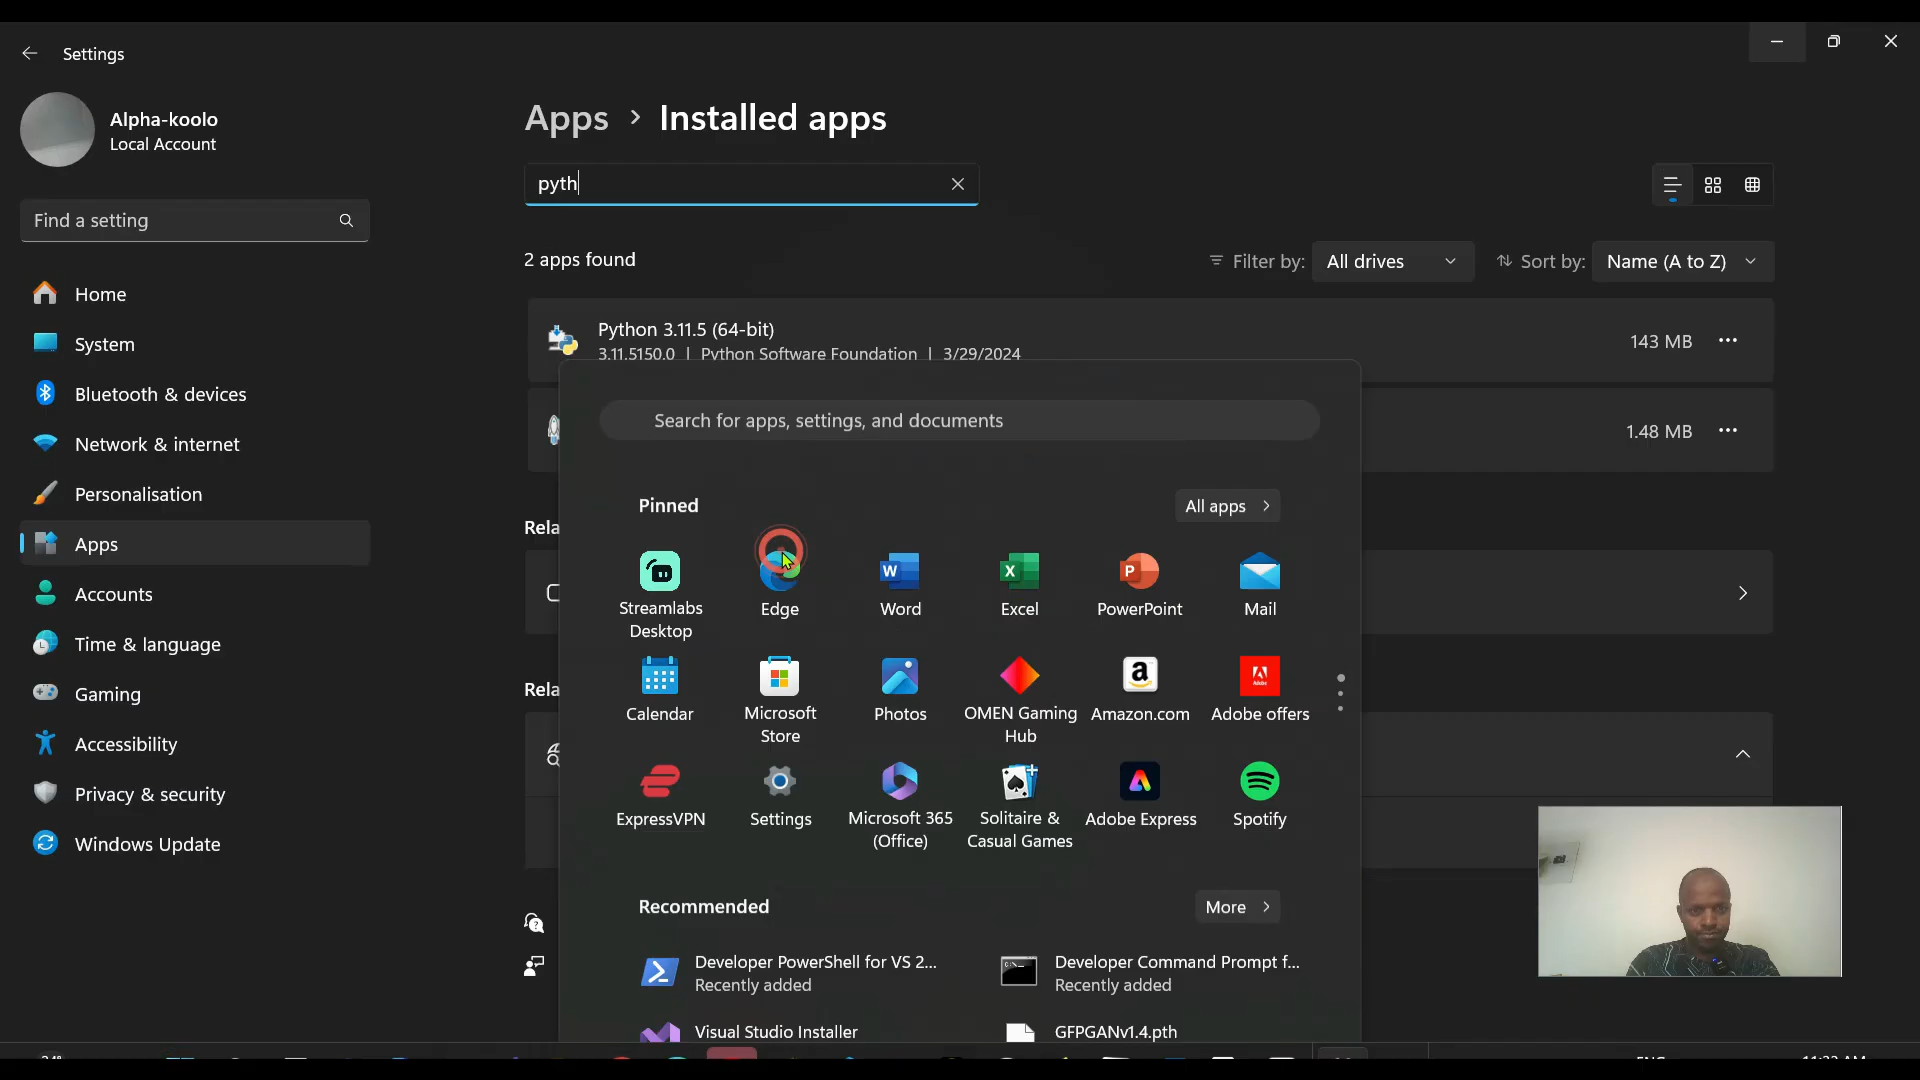 Settings
Alpha-koolo
Local Account
Find a setting
Home
System
Bluetooth & devices
Network & internet
Personalisation
Apps
Accounts
Time & language
Gaming
Accessibility
Privacy & security
Windows Update
Apps > Installed apps
pyth
2 apps found
Filter by: All drives
Sort by: Name (A to Z)
Python 3.11.5 (64-bit)
3.11.5150.0 | Python Software Foundation | 3/29/2024
143 MB
1.48 MB
Rela
Rela
Search for apps, settings, and documents
Pinned
All apps >
Streamlabs Desktop
Edge
Word
Excel
PowerPoint
Mail
Calendar
Microsoft Store
Photos
OMEN Gaming Hub
Amazon.com
Adobe offers
ExpressVPN
Settings
Microsoft 365 (Office)
Solitaire & Casual Games
Adobe Express
Spotify
Recommended
More >
Developer PowerShell for VS 2...
Recently added
Developer Command Prompt f...
Recently added
Visual Studio Installer
GFPGANv1.4.pth